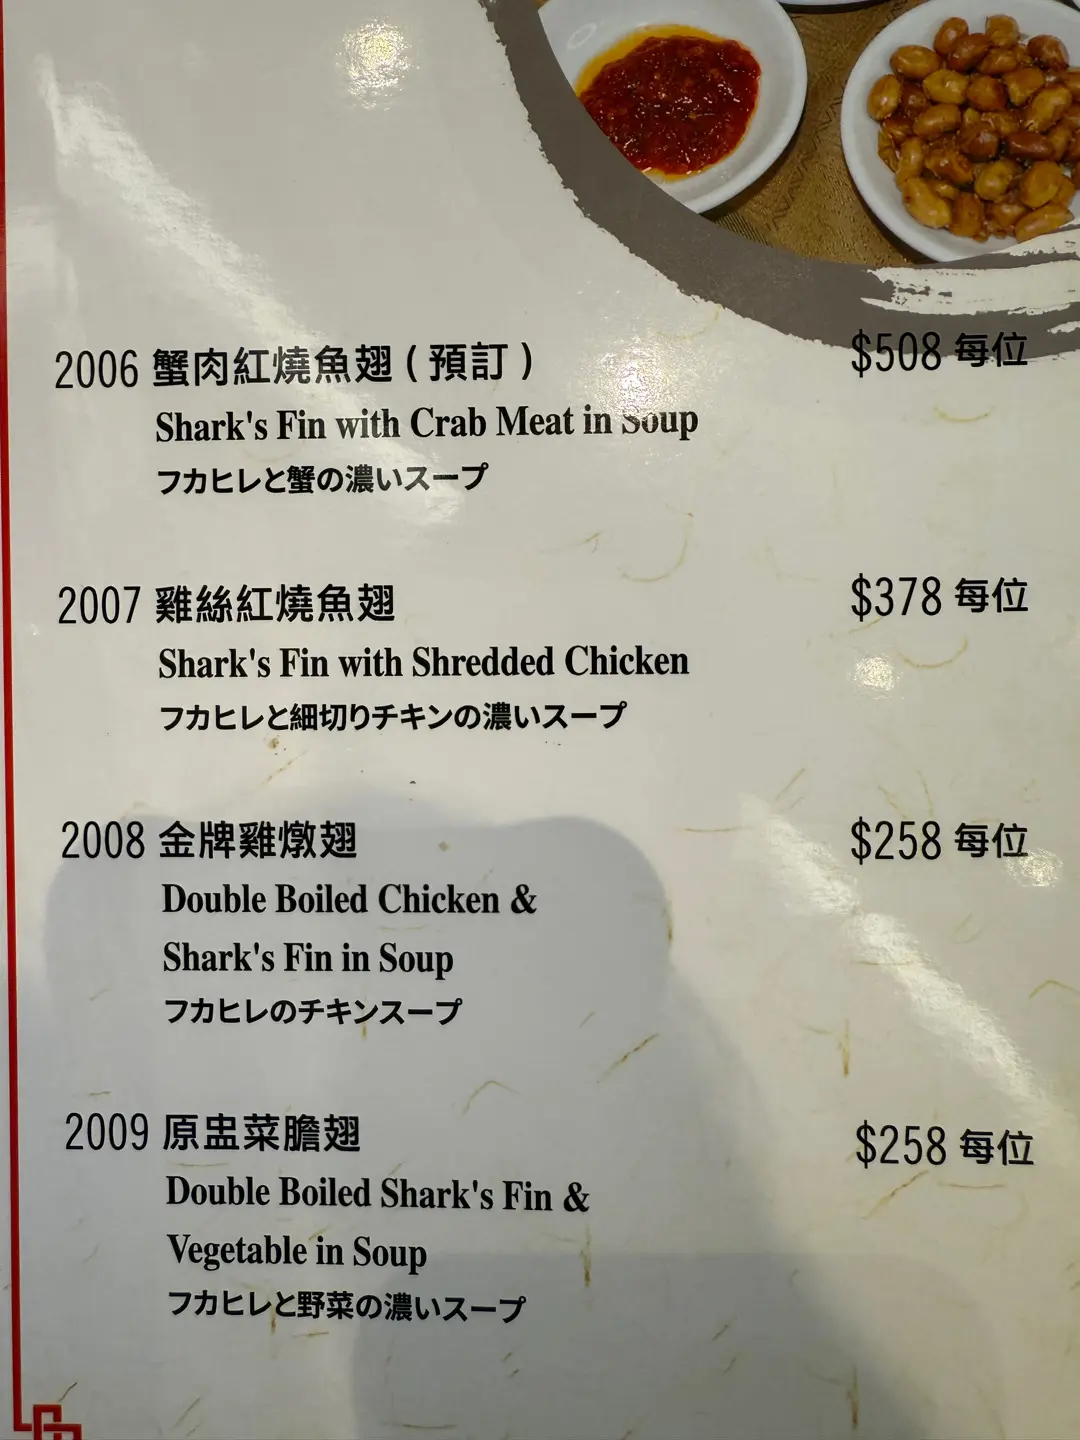 2006 蟹肉紅燒魚翅 ( 預訂 ) $508 每位
Shark's Fin with Crab Meat in Soup
フカヒレと蟹の濃いスープ
2007 雞絲紅燒魚翅 $378 每位
Shark's Fin with Shredded Chicken
フカヒレと細切りチキンの濃いスープ
2008 金牌雞燉翅 $258 每位
Double Boiled Chicken &
Shark's Fin in Soup
フカヒレのチキンスープ
2009 原盅菜膽翅 $258 每位
Double Boiled Shark's Fin &
Vegetable in Soup
フカヒレと野菜の濃いスープ